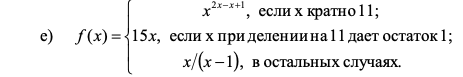 x^{2x-x+1}, если x кратно 11;
е) f(x) = { 15x, если x при делении на 11 дает остаток 1;
x/(x-1), в остальных случаях.